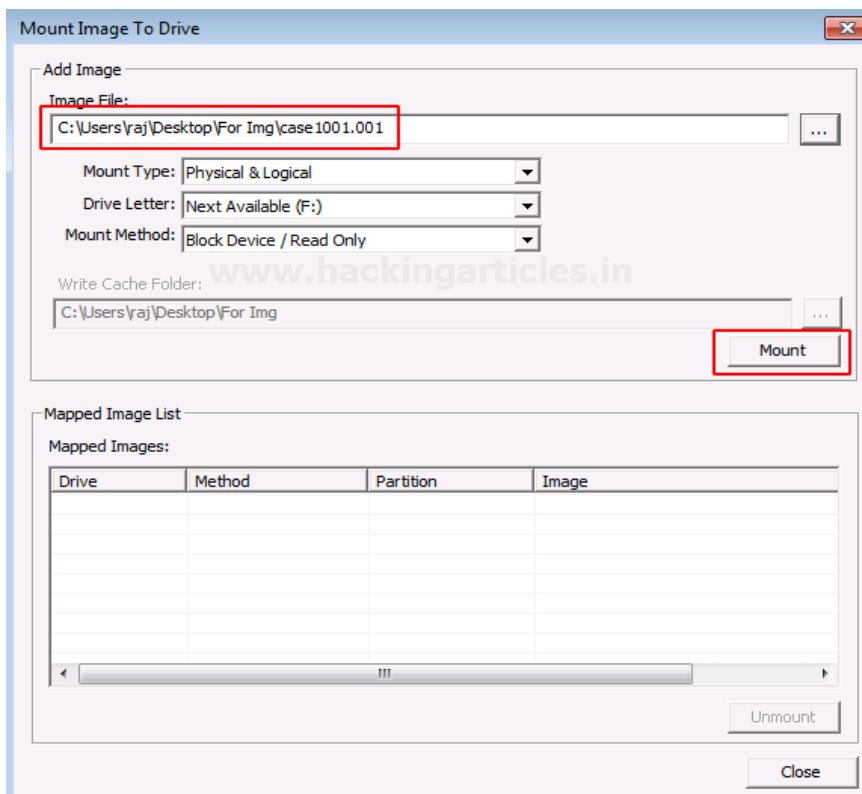 Mount Image To Drive
Add Image
Image File:
C:\Users\raj\Desktop\For Img\case1001.001
...
Mount Type: Physical & Logical
Drive Letter: Next Available (F:)
Mount Method: Block Device / Read Only
www.hackingarticles.in
Write Cache Folder:
C:\Users\raj\Desktop\For Img
...
Mount
Mapped Image List
Mapped Images:
Drive Method Partition Image
Unmount
Close